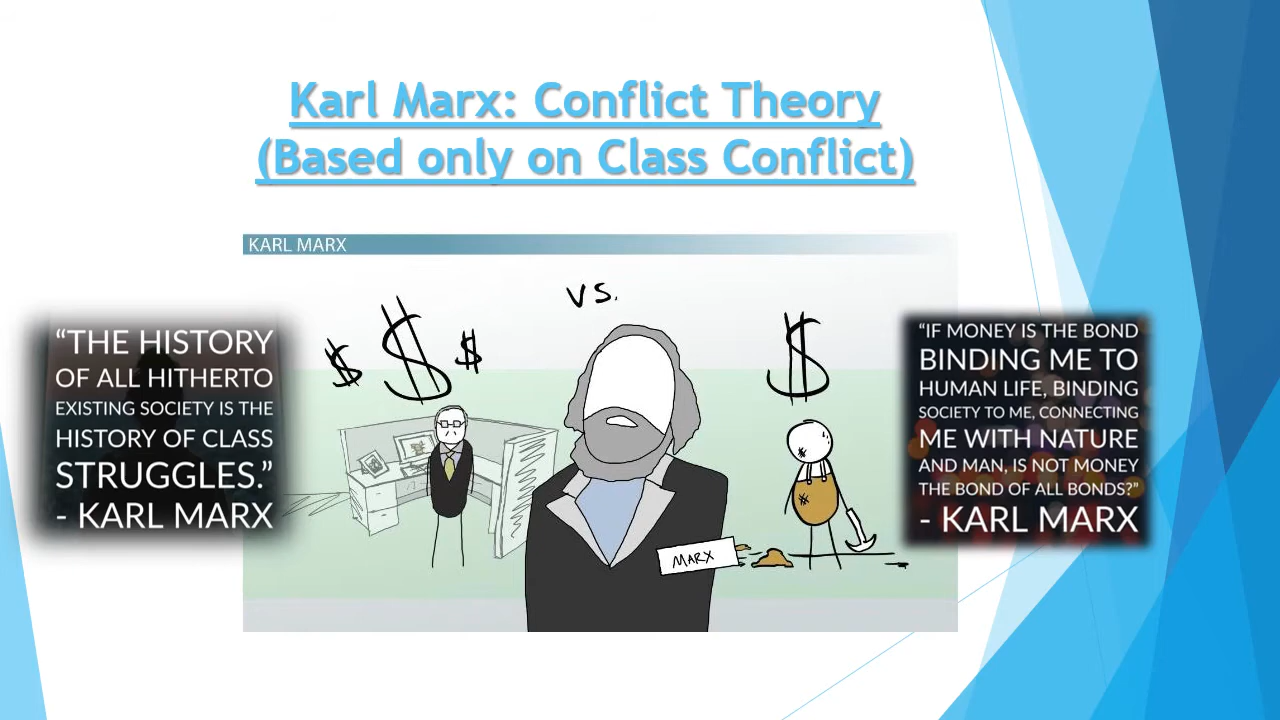 Karl Marx: Conflict Theory
(Based only on Class Conflict)
KARL MARX
VS.
$ $ $
$
“THE HISTORY
OF ALL HITHERTO
EXISTING SOCIETY IS THE
HISTORY OF CLASS
STRUGGLES.”
- KARL MARX
MARX
“IF MONEY IS THE BOND
BINDING ME TO
HUMAN LIFE, BINDING
SOCIETY TO ME, CONNECTING
ME WITH NATURE
AND MAN, IS NOT MONEY
THE BOND OF ALL BONDS?”
- KARL MARX